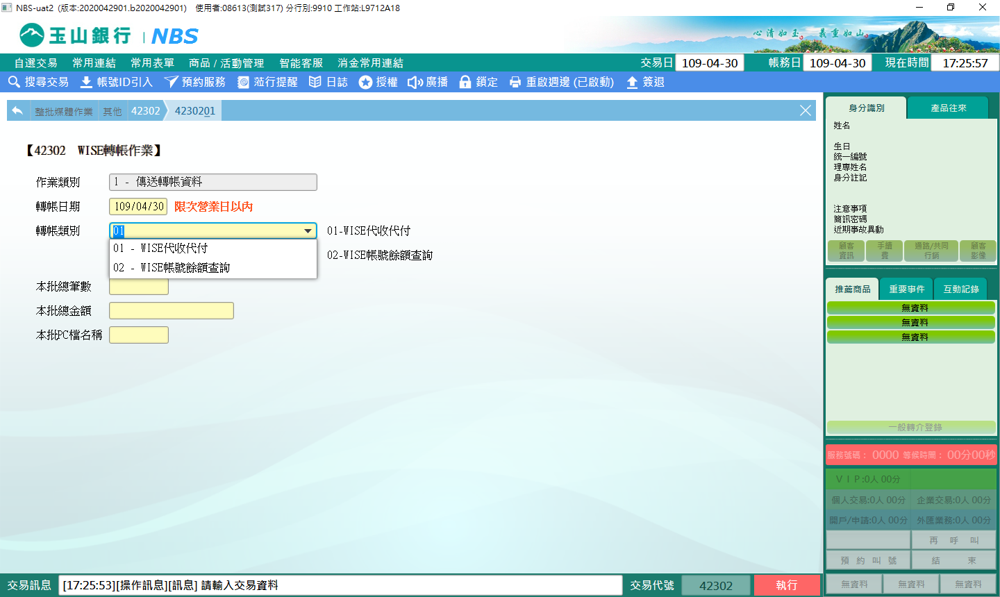 NBS-uat2 (版本:2020042901.b2020042901) 使用者:08613(測試317) 分行別:9910 工作站:L9712A18
玉山銀行 | NBS
心清如玉。義重如山。
自選交易 常用連結 常用表單 商品 / 活動管理 智能客服 消金常用連結 交易日 109-04-30 帳務日 109-04-30 現在時間 17:25:57
搜尋交易 帳號ID引入 預約服務 蒞行提醒 日誌 授權 廣播 鎖定 重啟週邊 (已啟動) 簽退
整批媒體作業 其他 42302 4230201
【42302 WISE轉帳作業】
作業類別 1 - 傳送轉帳資料
轉帳日期 109/04/30 限次營業日以內
轉帳類別 01 01-WISE代收代付
01 - WISE代收代付
02-WISE帳號餘額查詢
02 - WISE帳號餘額查詢
本批總筆數
本批總金額
本批PC檔名稱
身分識別 產品往來
姓名
生日
統一編號
理專姓名
身分註記
注意事項
簡訊密碼
近期事故異動
顧客資訊 手續費 通路/共同行銷 顧客影像
推薦商品 重要事件 互動記錄
無資料
無資料
無資料
一般轉介登錄
服務號碼: 0000 等候時間: 00分00秒
VIP:0人 00分
個人交易:0人 00分 企業交易:0人 00分
開戶/申請:0人 00分 外匯業務:0人 00分
再 呼 叫
預 約 叫 號 結 束
無資料 無資料 無資料
交易訊息 [17:25:53][操作訊息][訊息] 請輸入交易資料 交易代號 42302 執行